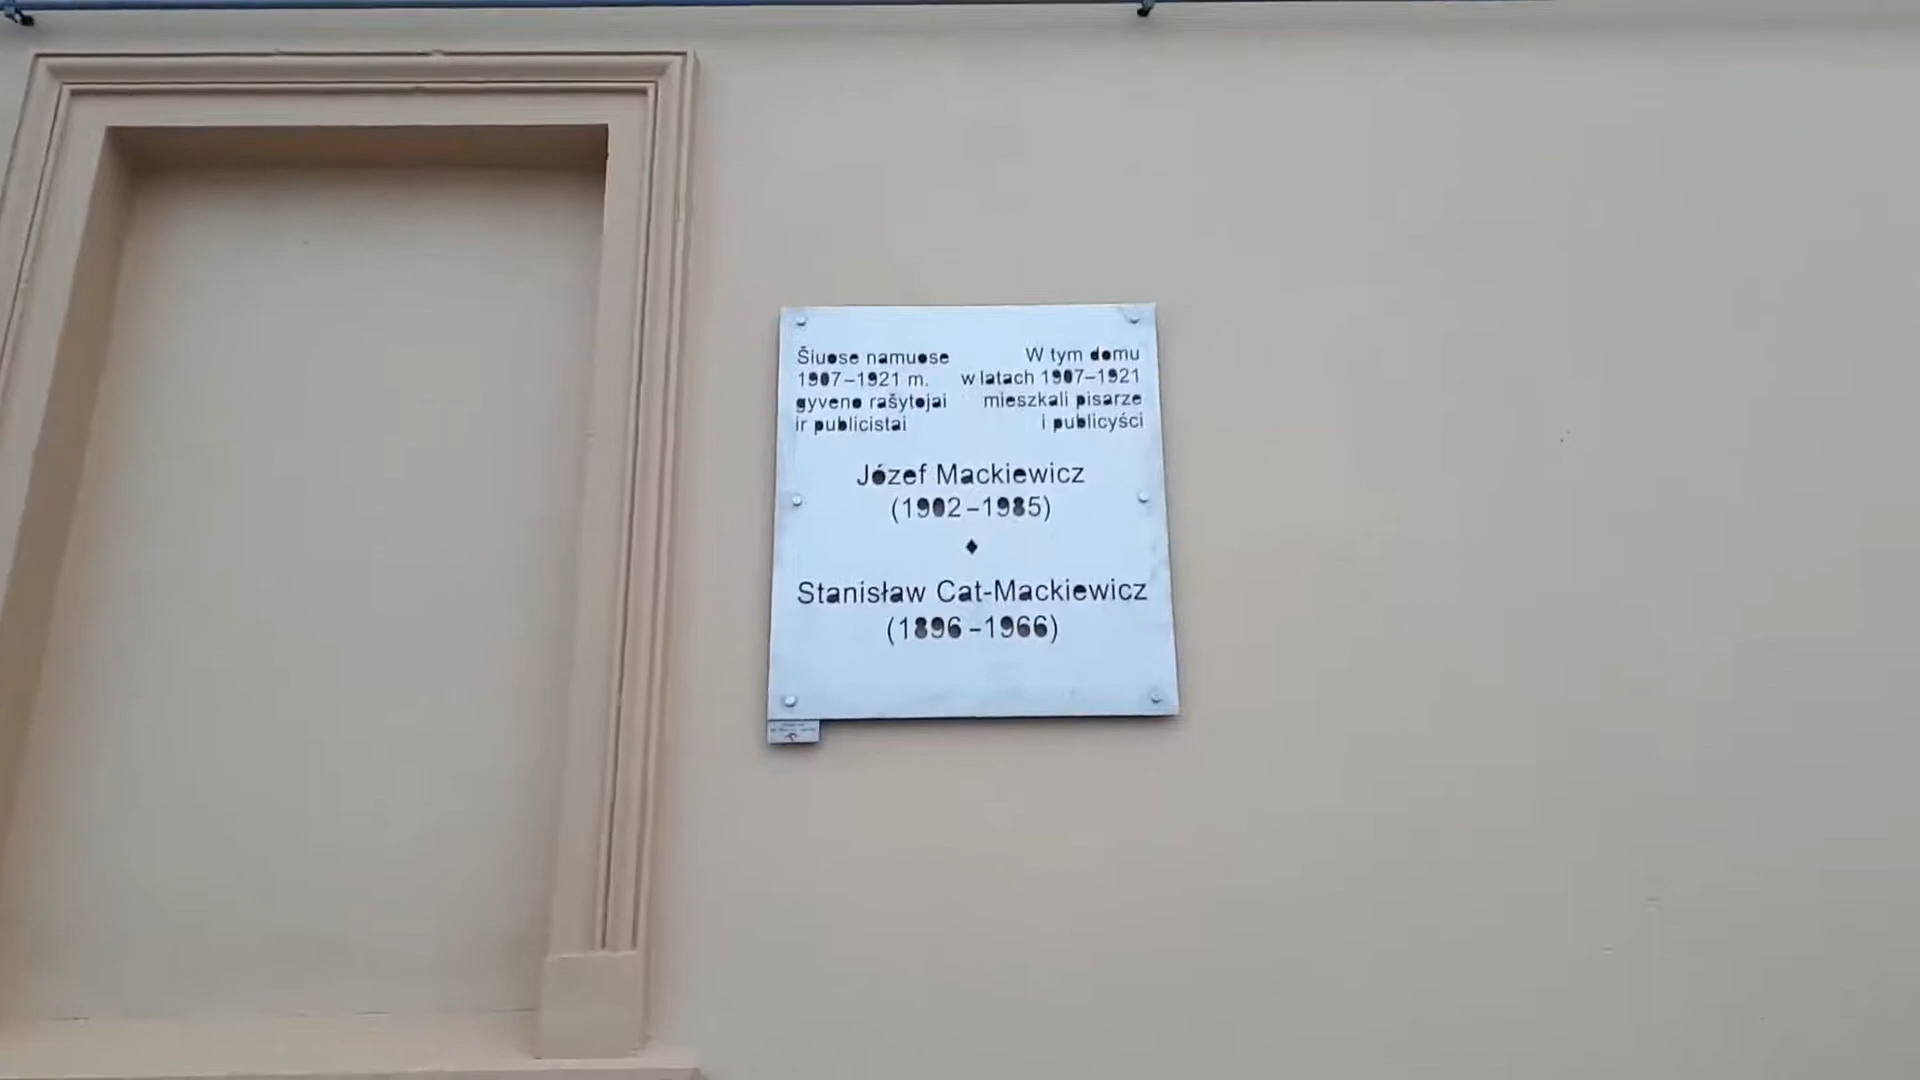 Šiuose namuose
1907–1921 m.
gyveno rašytojai
ir publicistai
W tym domu
w latach 1907–1921
mieszkali pisarze
i publicyści
Józef Mackiewicz
(1902–1985)
Stanisław Cat-Mackiewicz
(1896–1966)